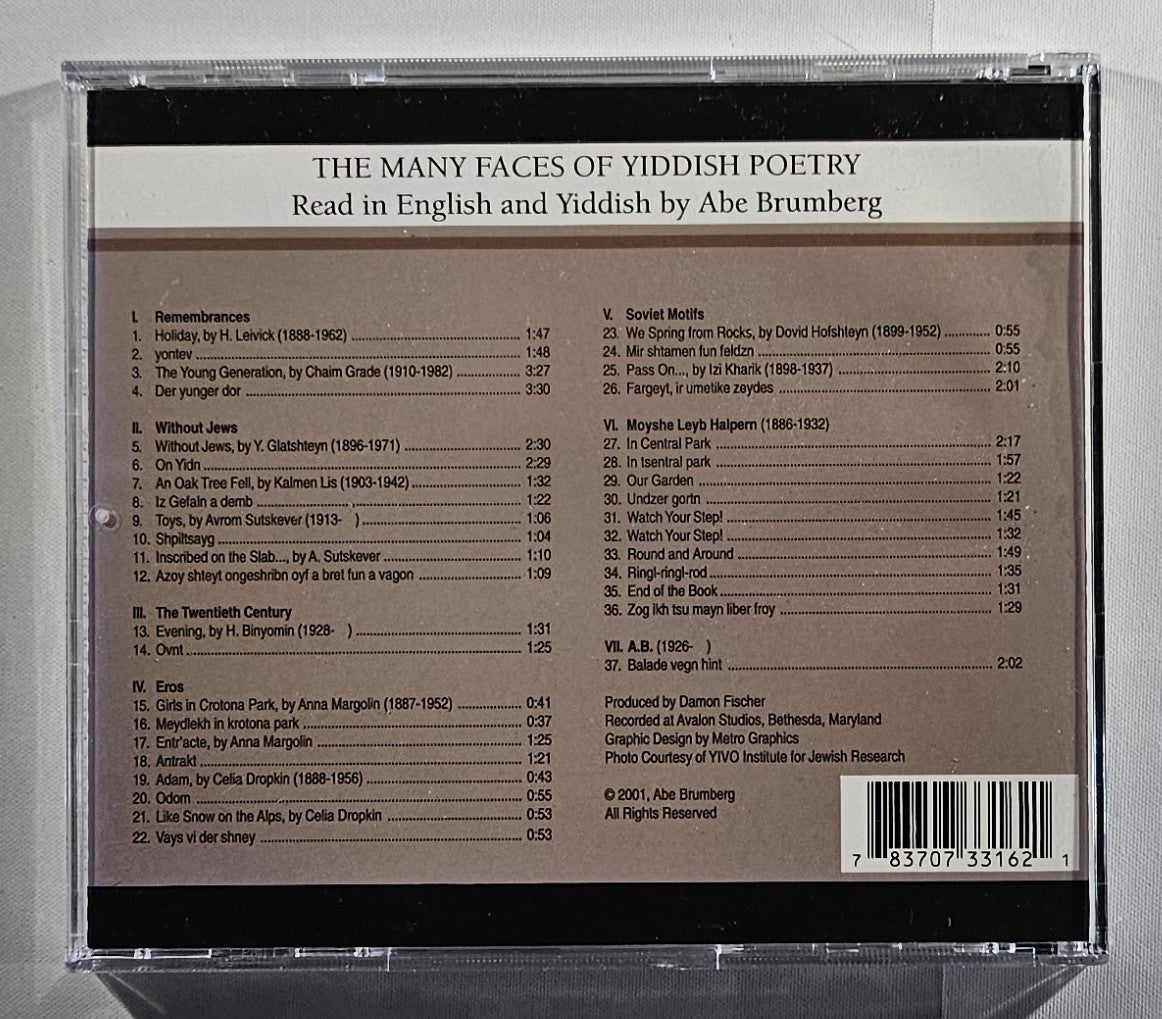 THE MANY FACES OF YIDDISH POETRY
Read in English and Yiddish by Abe Brumberg
I. Remembrances
1. Holiday, by H. Leivick (1888-1962) 1:47
2. yontev 1:48
3. The Young Generation, by Chaim Grade (1910-1982) 3:27
4. Der yunger dor 3:30
II. Without Jews
5. Without Jews, by Y. Glatshteyn (1896-1971) 2:30
6. On Yidn 2:29
7. An Oak Tree Fell, by Kalmen Lis (1903-1942) 1:32
8. Iz Gefaln a demb 1:22
9. Toys, by Avrom Sutskever (1913- ) 1:06
10. Shpiltsayg 1:04
11. Inscribed on the Slab..., by A. Sutskever 1:10
12. Azoy shteyt ongeshribn oyf a bret fun a vagon 1:09
III. The Twentieth Century
13. Evening, by H. Binyomin (1928- ) 1:31
14. Ovnt 1:25
IV. Eros
15. Girls in Crotona Park, by Anna Margolin (1887-1952) 0:41
16. Meydlekh in krotona park 0:37
17. Entr'acte, by Anna Margolin 1:25
18. Antrakt 1:21
19. Adam, by Celia Dropkin (1888-1956) 0:43
20. Odom 0:55
21. Like Snow on the Alps, by Celia Dropkin 0:53
22. Vays vi der shney 0:53
V. Soviet Motifs
23. We Spring from Rocks, by Dovid Hofshteyn (1899-1952) 0:55
24. Mir shtamen fun feldzn 0:55
25. Pass On..., by Izi Kharik (1898-1937) 2:10
26. Fargeyt, ir umetike zeydes 2:01
VI. Moyshe Leyb Halpern (1886-1932)
27. In Central Park 2:17
28. In tsentral park 1:57
29. Our Garden 1:22
30. Undzer gortn 1:21
31. Watch Your Step! 1:45
32. Watch Your Step! 1:32
33. Round and Around 1:49
34. Ringl-ringl-rod 1:35
35. End of the Book 1:31
36. Zog ikh tsu mayn liber froy 1:29
VII. A.B. (1926- )
37. Balade vegn hint 2:02
Produced by Damon Fischer
Recorded at Avalon Studios, Bethesda, Maryland
Graphic Design by Metro Graphics
Photo Courtesy of YIVO Institute for Jewish Research
© 2001, Abe Brumberg
All Rights Reserved
7 83707 33162 1